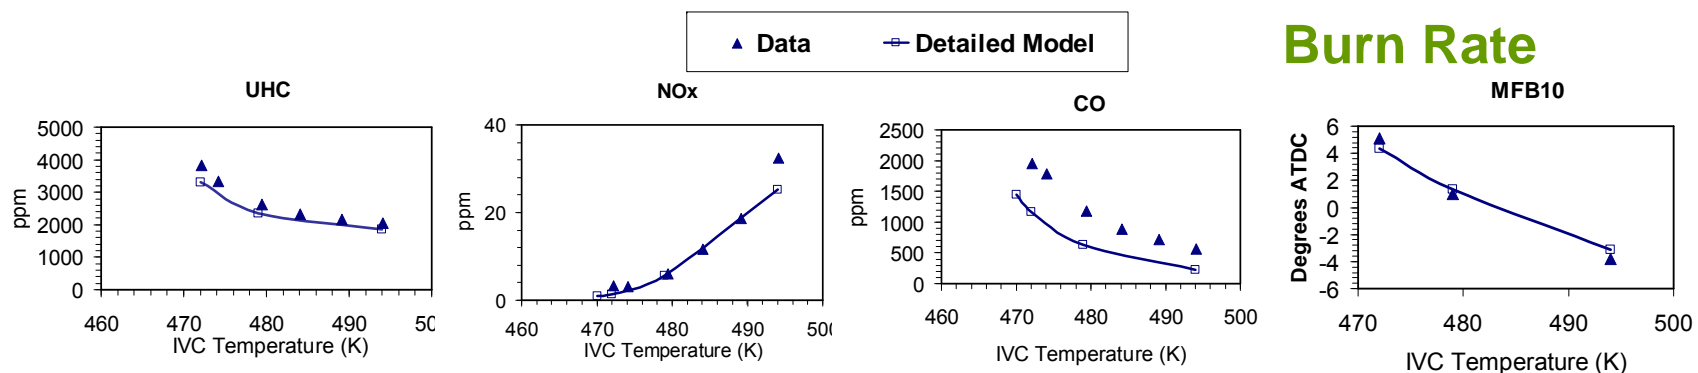 Data
Detailed Model
Burn Rate
UHC
5000
4000
3000
2000
1000
0
ppm
460 470 480 490 50
IVC Temperature (K)
NOx
40
20
0
ppm
460 470 480 490 500
IVC Temperature (K)
CO
2500
2000
1500
1000
500
0
ppm
460 470 480 490 500
IVC Temperature (K)
MFB10
6
4
2
0
-2
-4
-6
Degrees ATDC
470 480 490 500
IVC Temperature (K)